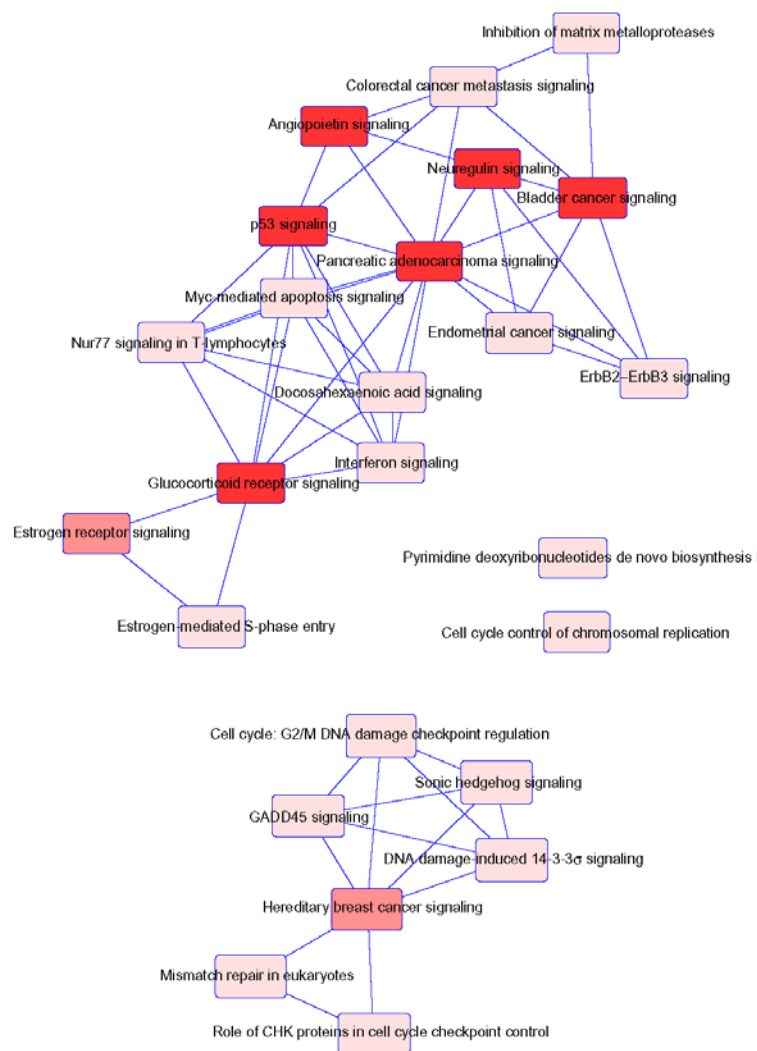 Inhibition of matrix metalloproteases
Colorectal cancer metastasis signaling
Angiopoietin signaling
Neuregulin signaling
Bladder cancer signaling
p53 signaling
Pancreatic adenocarcinoma signaling
Myc-mediated apoptosis signaling
Endometrial cancer signaling
Nur77 signaling in T-lymphocytes
ErbB2–ErbB3 signaling
Docosahexaenoic acid signaling
Interferon signaling
Glucocorticoid receptor signaling
Estrogen receptor signaling
Pyrimidine deoxyribonucleotides de novo biosynthesis
Estrogen-mediated S-phase entry
Cell cycle control of chromosomal replication
Cell cycle: G2/M DNA damage checkpoint regulation
Sonic hedgehog signaling
GADD45 signaling
DNA damage-induced 14-3-3σ signaling
Hereditary breast cancer signaling
Mismatch repair in eukaryotes
Role of CHK proteins in cell cycle checkpoint control